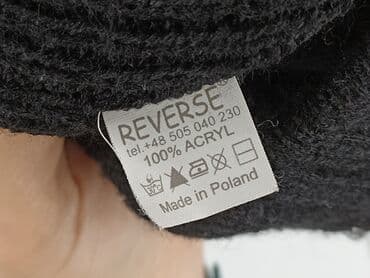 REVERSE®
tel.+48 505 040 230
100% ACRYL
Made in Poland